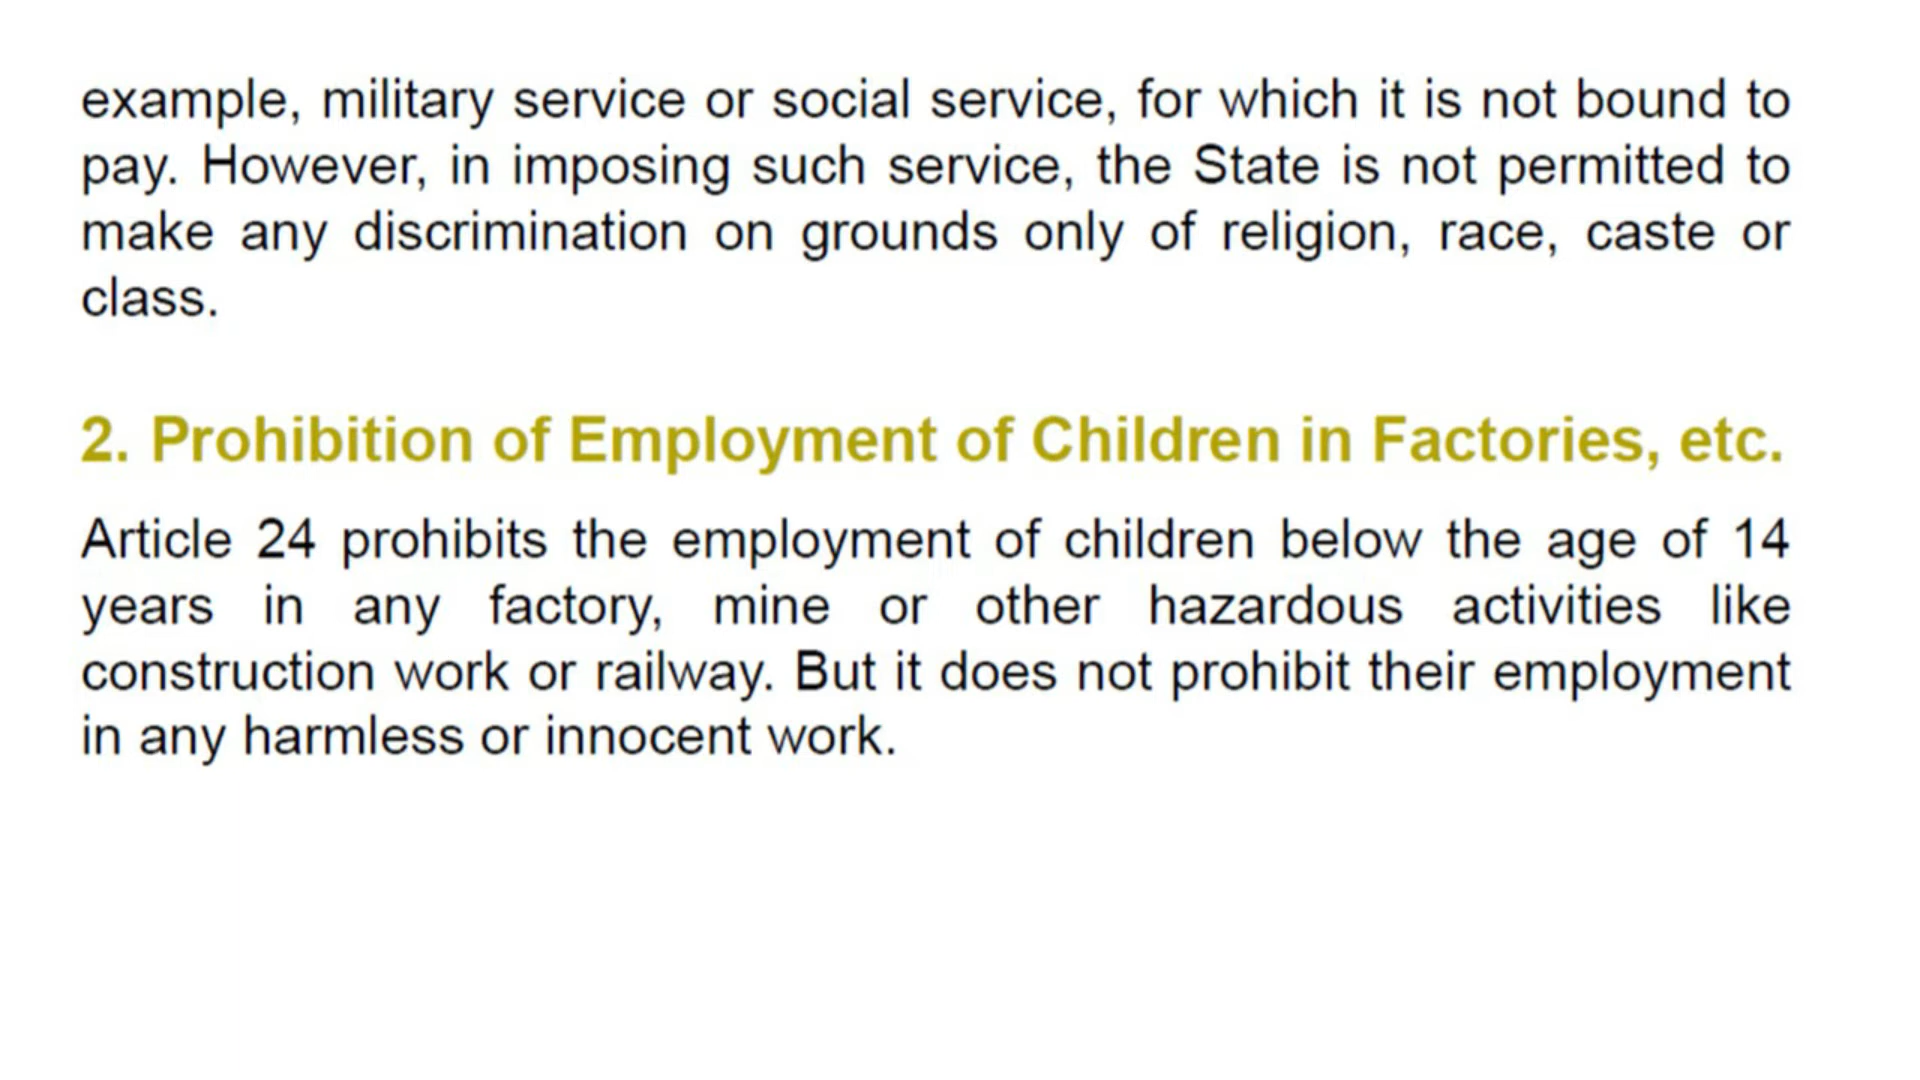 example, military service or social service, for which it is not bound to
pay. However, in imposing such service, the State is not permitted to
make any discrimination on grounds only of religion, race, caste or
class.
2. Prohibition of Employment of Children in Factories, etc.
Article 24 prohibits the employment of children below the age of 14
years in any factory, mine or other hazardous activities like
construction work or railway. But it does not prohibit their employment
in any harmless or innocent work.